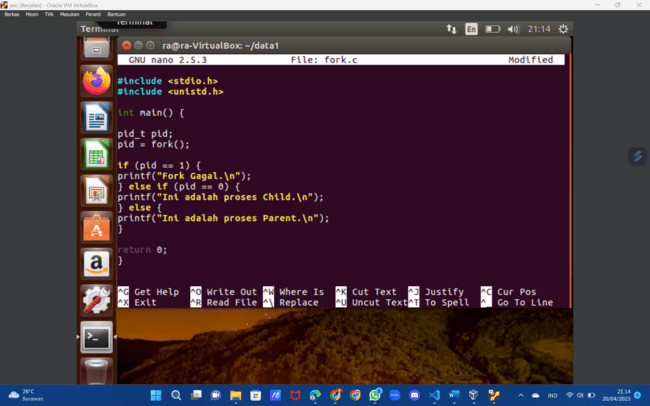 orei [Berjalan] - Oracle VM VirtualBox
Berkas Mesin Tilik Masukan Peranti Bantuan
Terminal
Terminal
En
21:14
ra@ra-VirtualBox: ~/data1
GNU nano 2.5.3 File: fork.c Modified
#include <stdio.h>
#include <unistd.h>
int main() {
pid_t pid;
pid = fork();
if (pid == 1) {
printf("Fork Gagal.\n");
} else if (pid == 0) {
printf("Ini adalah proses Child.\n");
} else {
printf("Ini adalah proses Parent.\n");
}
return 0;
}
^G Get Help ^O Write Out ^W Where Is ^K Cut Text ^J Justify ^C Cur Pos
^X Exit ^R Read File ^\ Replace ^U Uncut Text ^T To Spell ^_ Go To Line
26°C
Berawan
IND
21.14
20/04/2023